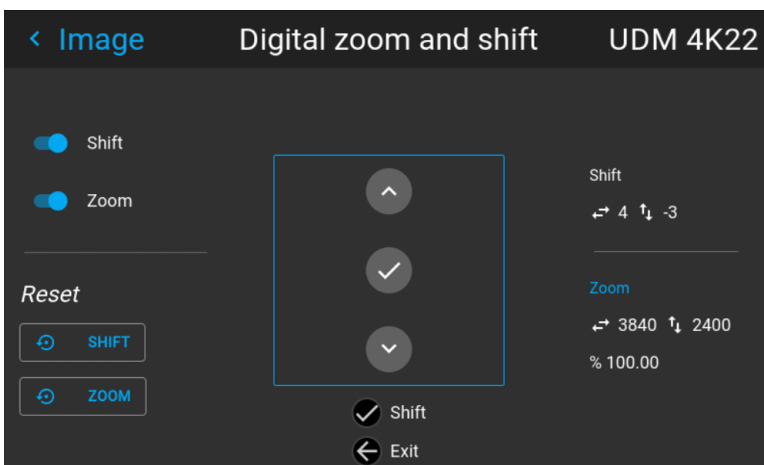 Image
Digital zoom and shift
UDM 4K22
Shift
Zoom
Reset
SHIFT
ZOOM
Shift
Exit
Shift
4 -3
Zoom
3840 2400
% 100.00